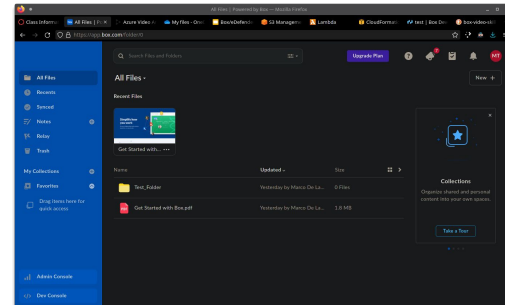 All Files | Powered by Box — Mozilla Firefox
Class Informa
All Files | P
Azure Video
My files - One
Box/eDefende
S3 Managem
Lambda
CloudForma
test | Box De
box-video-ski
https://app.box.com/folder/0
Search Files and Folders
Upgrade Plan
MT
All Files
Recents
Synced
Notes
Relay
Trash
My Collections
Favorites
Drag items here for
quick access
Admin Console
Dev Console
All Files
New +
Recent Files
Get Started with...
Name
Updated
Size
Test_Folder
Yesterday by Marco De La...
0 Files
Get Started with Box.pdf
Yesterday by Marco De La...
1.8 MB
Collections
Organize shared and personal
content into your own spaces.
Take a Tour